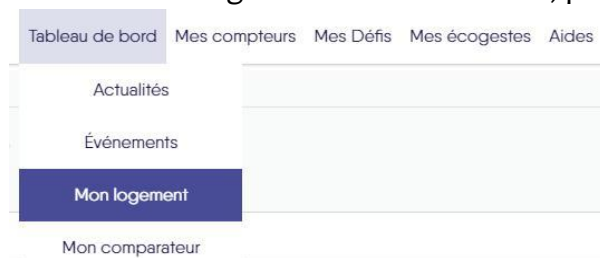 Tableau de bord Mes compteurs Mes Défis Mes écogestes Aides
Actualités
Événements
Mon logement
Mon comparateur